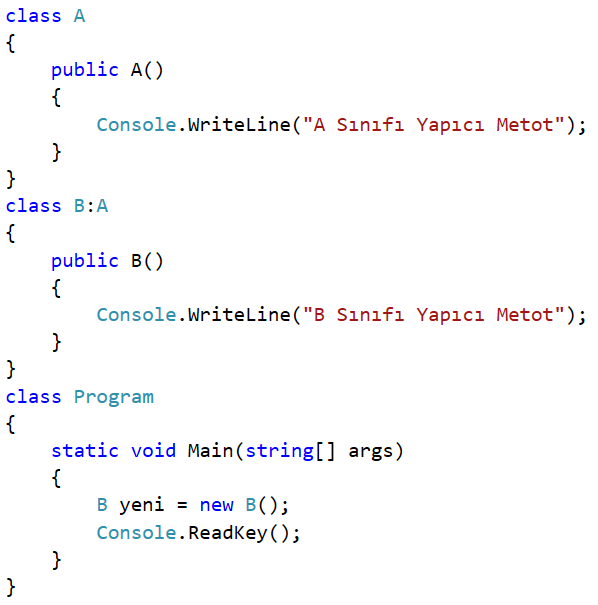 class A
{
    public A()
    {
        Console.WriteLine("A Sınıfı Yapıcı Metot");
    }
}
class B:A
{
    public B()
    {
        Console.WriteLine("B Sınıfı Yapıcı Metot");
    }
}
class Program
{
    static void Main(string[] args)
    {
        B yeni = new B();
        Console.ReadKey();
    }
}